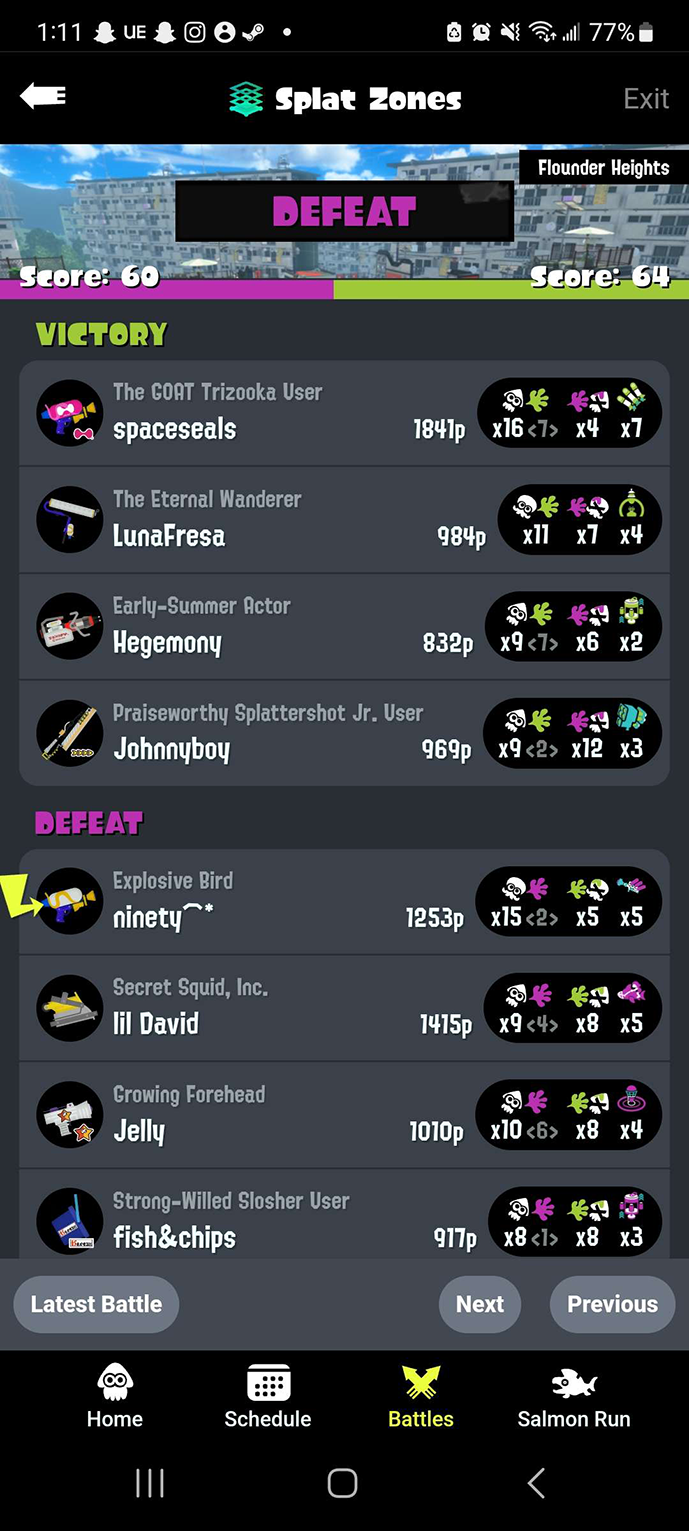 1:11 UE 77%
Splat Zones Exit
Flounder Heights
DEFEAT
Score: 60 Score: 64
VICTORY
The GOAT Trizooka User
spaceseals 1841p x16 <7> x4 x7
The Eternal Wanderer
LunaFresa 984p x11 x7 x4
Early-Summer Actor
Hegemony 832p x9 <7> x6 x2
Praiseworthy Splattershot Jr. User
Johnnyboy 969p x9 <2> x12 x3
DEFEAT
Explosive Bird
ninety⌒* 1253p x15 <2> x5 x5
Secret Squid, Inc.
lil David 1415p x9 <4> x8 x5
Growing Forehead
Jelly 1010p x10 <6> x8 x4
Strong-Willed Slosher User
fish&chips 917p x8 <1> x8 x3
Latest Battle Next Previous
Home Schedule Battles Salmon Run